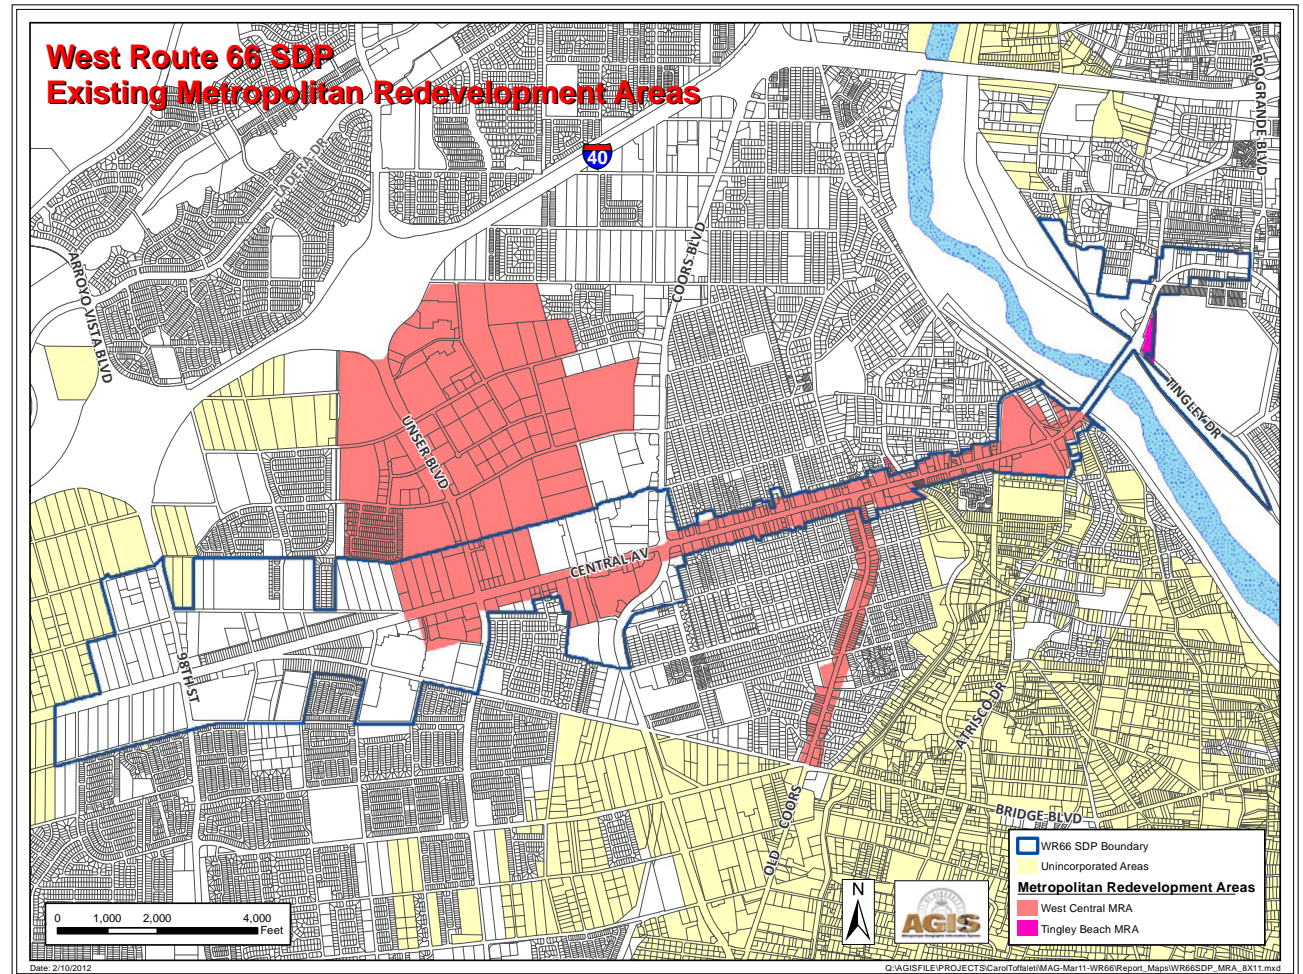 West Route 66 SDP
Existing Metropolitan Redevelopment Areas
40
RIO GRANDE BLVD
LADERA DR
COORS BLVD
ARROYO VISTA BLVD
TINGLEY DR
UNSER BLVD
CENTRAL AV
98TH ST
ATRISCO DR
OLD COORS
BRIDGE BLVD
WR66 SDP Boundary
Unincorporated Areas
Metropolitan Redevelopment Areas
West Central MRA
Tingley Beach MRA
N
AGIS
0 1,000 2,000 4,000
Feet
Date: 2/10/2012
Q:\AGISFILE\PROJECTS\CarolToffaleti\MAG-Mar11-WR66\Report_Maps\WR66SDP_MRA_8X11.mxd